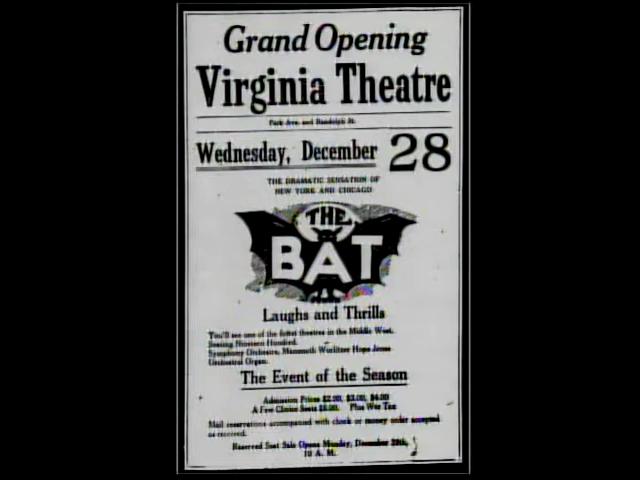 Grand Opening
Virginia Theatre
Park Ave. and Randolph St.
Wednesday, December 28
THE DRAMATIC SENSATION OF
NEW YORK AND CHICAGO
THE
BAT
Laughs and Thrills
You'll see one of the finest theatres in the Middle West.
Seating Nineteen Hundred.
Symphony Orchestra, Mammoth Wurlitzer Hope Jones
Orchestral Organ.
The Event of the Season
Admission Prices $2.00, $3.00, $4.00
A Few Choice Seats $5.00. Plus War Tax
Mail reservations accompanied with check or money order accepted
as received.
Reserved Seat Sale Opens Monday, December
10 A. M.